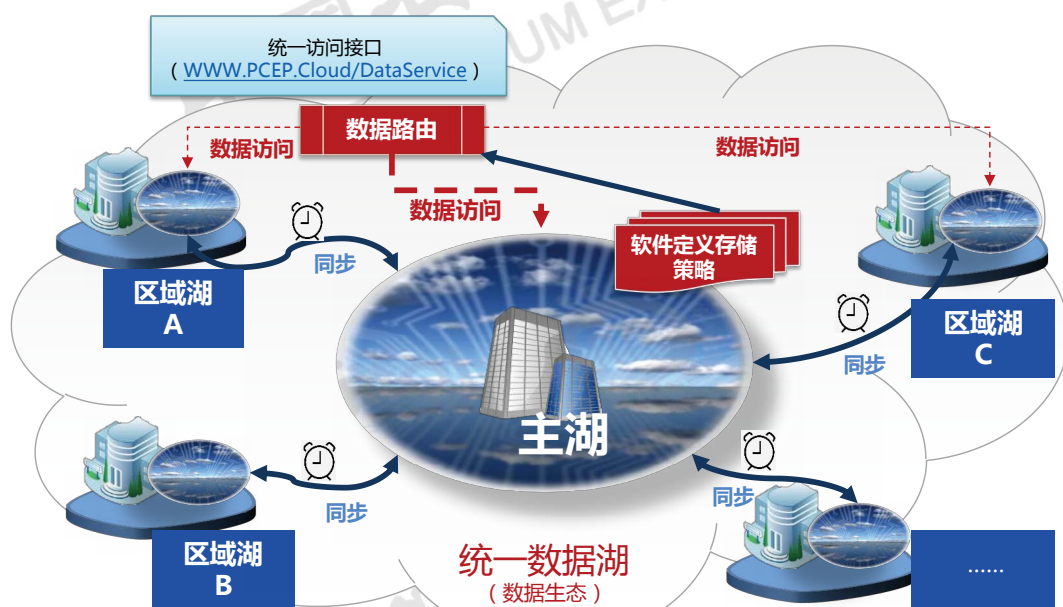 UM EX
统一访问接口
（ WWW.PCEP.Cloud/DataService ）
数据路由
数据访问
数据访问
数据访问
软件定义存储
策略
同步
区域湖
A
同步
区域湖
C
主湖
同步
区域湖
B
同步
......
统一数据湖
（ 数据生态 ）